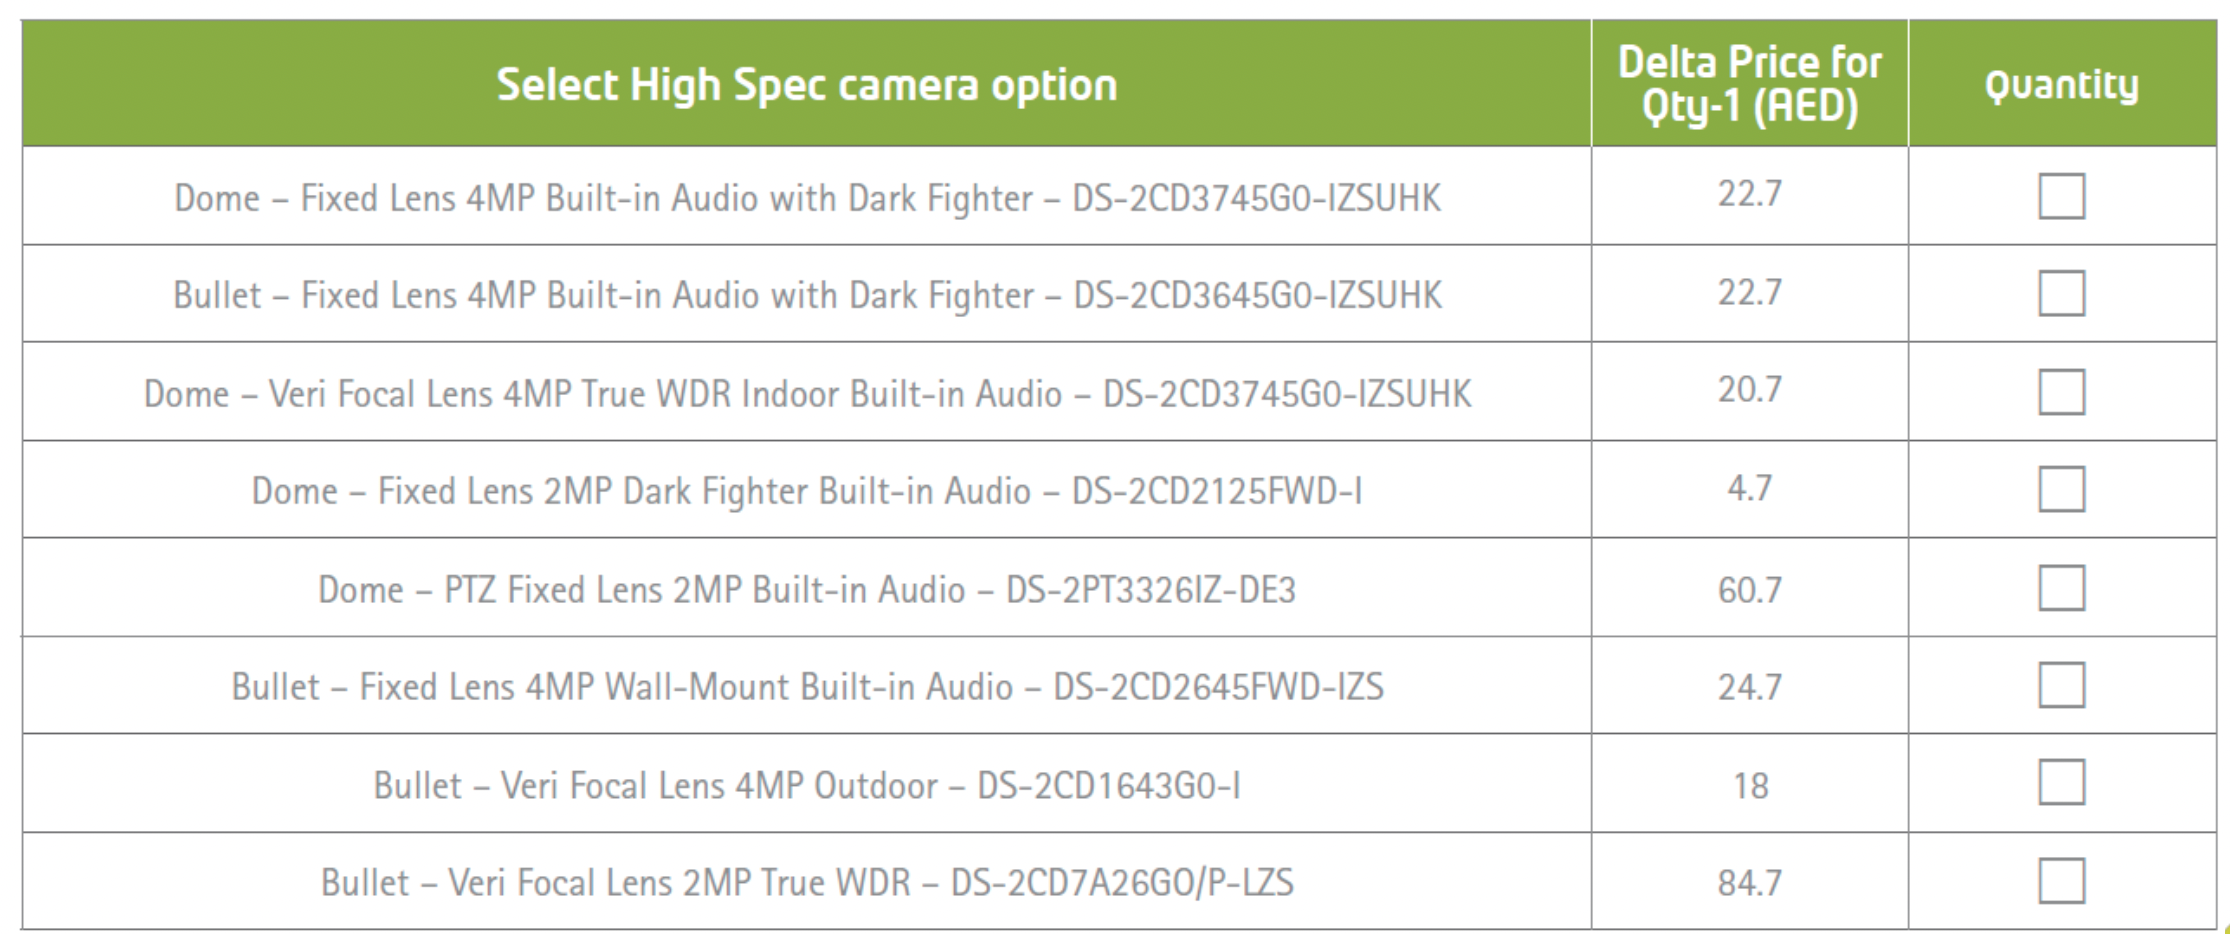 Select High Spec camera option
Delta Price for
Qty-1 (AED)
Quantity
Dome – Fixed Lens 4MP Built-in Audio with Dark Fighter – DS-2CD3745G0-IZSUHK
22.7
Bullet – Fixed Lens 4MP Built-in Audio with Dark Fighter – DS-2CD3645G0-IZSUHK
22.7
Dome – Veri Focal Lens 4MP True WDR Indoor Built-in Audio – DS-2CD3745G0-IZSUHK
20.7
Dome – Fixed Lens 2MP Dark Fighter Built-in Audio – DS-2CD2125FWD-I
4.7
Dome – PTZ Fixed Lens 2MP Built-in Audio – DS-2PT3326IZ-DE3
60.7
Bullet – Fixed Lens 4MP Wall-Mount Built-in Audio – DS-2CD2645FWD-IZS
24.7
Bullet – Veri Focal Lens 4MP Outdoor – DS-2CD1643G0-I
18
Bullet – Veri Focal Lens 2MP True WDR – DS-2CD7A26GO/P-LZS
84.7